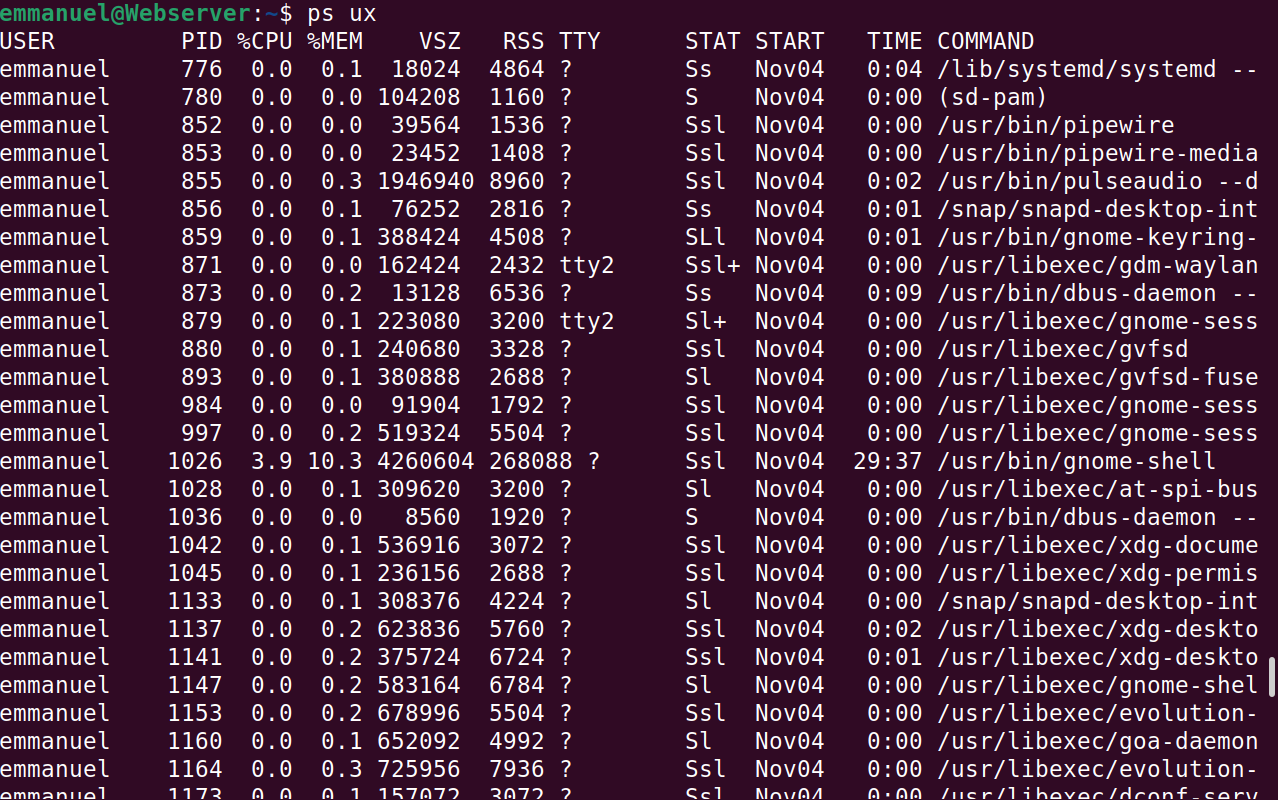 emmanuel@Webserver:~$ ps ux
USER         PID %CPU %MEM    VSZ   RSS TTY      STAT START   TIME COMMAND
emmanuel     776  0.0  0.1  18024  4864 ?        Ss   Nov04   0:04 /lib/systemd/systemd --
emmanuel     780  0.0  0.0 104208  1160 ?        S    Nov04   0:00 (sd-pam)
emmanuel     852  0.0  0.0  39564  1536 ?        Ssl  Nov04   0:00 /usr/bin/pipewire
emmanuel     853  0.0  0.0  23452  1408 ?        Ssl  Nov04   0:00 /usr/bin/pipewire-media
emmanuel     855  0.0  0.3 1946940 8960 ?        Ssl  Nov04   0:02 /usr/bin/pulseaudio --d
emmanuel     856  0.0  0.1  76252  2816 ?        Ss   Nov04   0:01 /snap/snapd-desktop-int
emmanuel     859  0.0  0.1 388424  4508 ?        SLl  Nov04   0:01 /usr/bin/gnome-keyring-
emmanuel     871  0.0  0.0 162424  2432 tty2     Ssl+ Nov04   0:00 /usr/libexec/gdm-waylan
emmanuel     873  0.0  0.2  13128  6536 ?        Ss   Nov04   0:09 /usr/bin/dbus-daemon --
emmanuel     879  0.0  0.1 223080  3200 tty2     Sl+  Nov04   0:00 /usr/libexec/gnome-sess
emmanuel     880  0.0  0.1 240680  3328 ?        Ssl  Nov04   0:00 /usr/libexec/gvfsd
emmanuel     893  0.0  0.1 380888  2688 ?        Sl   Nov04   0:00 /usr/libexec/gvfsd-fuse
emmanuel     984  0.0  0.0  91904  1792 ?        Ssl  Nov04   0:00 /usr/libexec/gnome-sess
emmanuel     997  0.0  0.2 519324  5504 ?        Ssl  Nov04   0:00 /usr/libexec/gnome-sess
emmanuel    1026  3.9 10.3 4260604 268088 ?      Ssl  Nov04  29:37 /usr/bin/gnome-shell
emmanuel    1028  0.0  0.1 309620  3200 ?        Sl   Nov04   0:00 /usr/libexec/at-spi-bus
emmanuel    1036  0.0  0.0   8560  1920 ?        S    Nov04   0:00 /usr/bin/dbus-daemon --
emmanuel    1042  0.0  0.1 536916  3072 ?        Ssl  Nov04   0:00 /usr/libexec/xdg-docume
emmanuel    1045  0.0  0.1 236156  2688 ?        Ssl  Nov04   0:00 /usr/libexec/xdg-permis
emmanuel    1133  0.0  0.1 308376  4224 ?        Sl   Nov04   0:00 /snap/snapd-desktop-int
emmanuel    1137  0.0  0.2 623836  5760 ?        Ssl  Nov04   0:02 /usr/libexec/xdg-deskto
emmanuel    1141  0.0  0.2 375724  6724 ?        Ssl  Nov04   0:01 /usr/libexec/xdg-deskto
emmanuel    1147  0.0  0.2 583164  6784 ?        Sl   Nov04   0:00 /usr/libexec/gnome-shel
emmanuel    1153  0.0  0.2 678996  5504 ?        Ssl  Nov04   0:00 /usr/libexec/evolution-
emmanuel    1160  0.0  0.1 652092  4992 ?        Sl   Nov04   0:00 /usr/libexec/goa-daemon
emmanuel    1164  0.0  0.3 725956  7936 ?        Ssl  Nov04   0:00 /usr/libexec/evolution-
emmanuel    1173  0.0  0.1 157072  3072 ?        Ssl  Nov04   0:00 /usr/libexec/dconf-serv